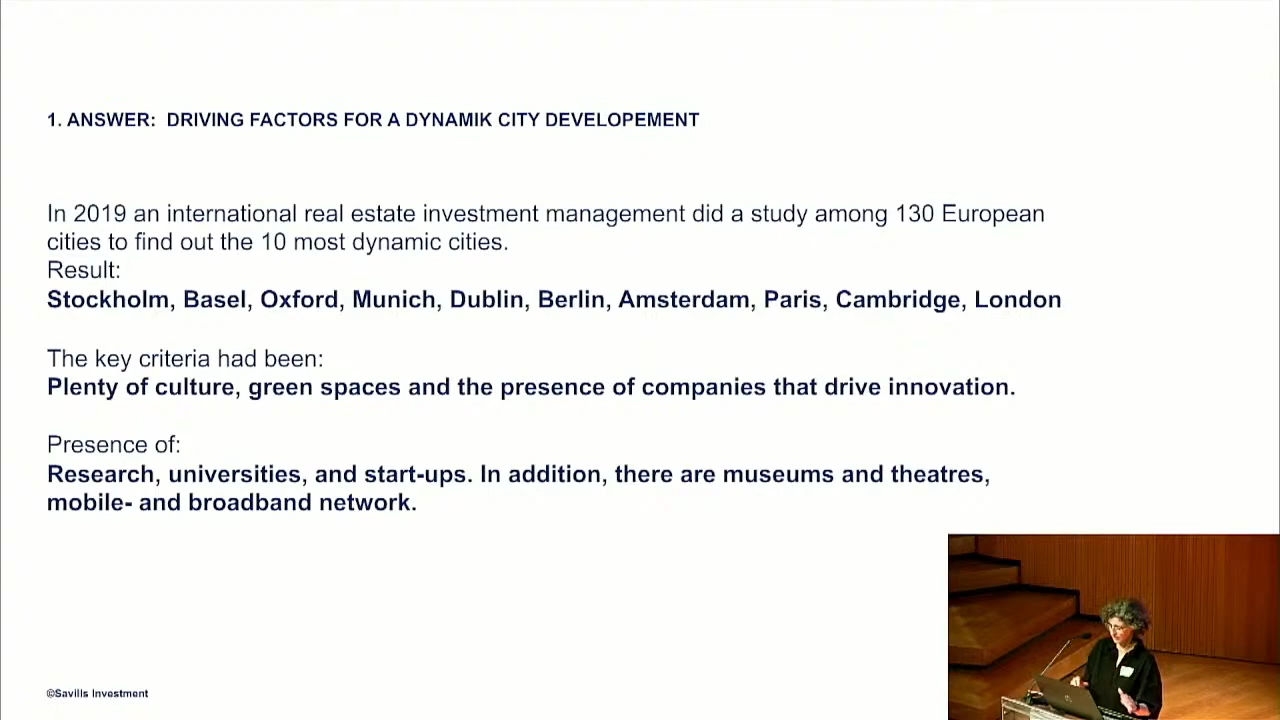 1. ANSWER: DRIVING FACTORS FOR A DYNAMIK CITY DEVELOPEMENT
In 2019 an international real estate investment management did a study among 130 European
cities to find out the 10 most dynamic cities.
Result:
Stockholm, Basel, Oxford, Munich, Dublin, Berlin, Amsterdam, Paris, Cambridge, London
The key criteria had been:
Plenty of culture, green spaces and the presence of companies that drive innovation.
Presence of:
Research, universities, and start-ups. In addition, there are museums and theatres,
mobile- and broadband network.
©Savills Investment